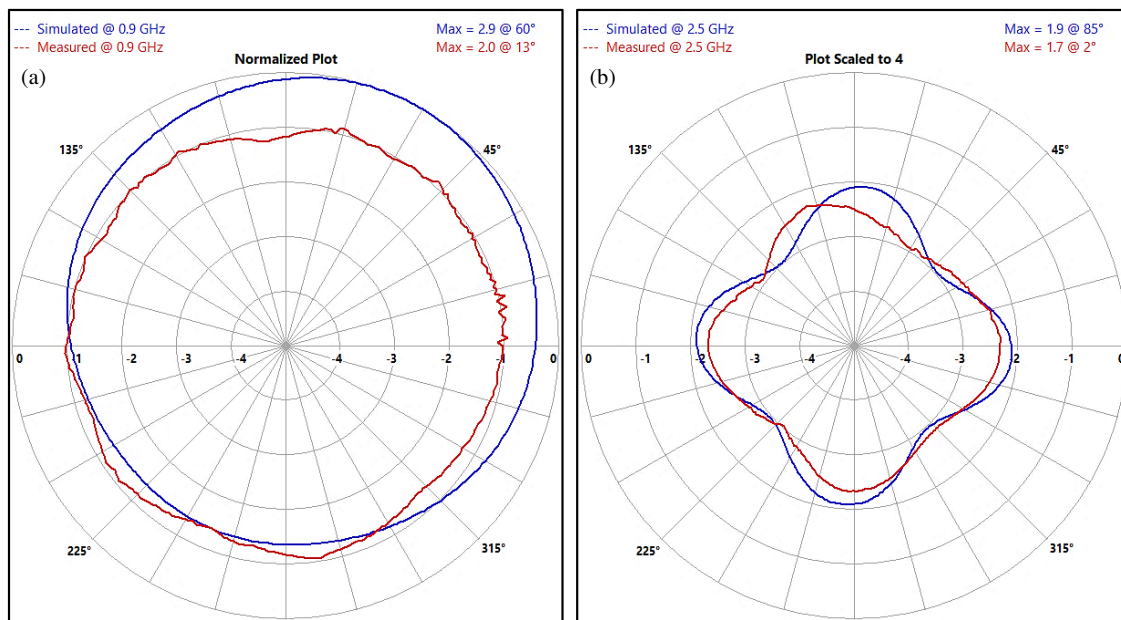 --- Simulated @ 0.9 GHz Max = 2.9 @ 60°
--- Measured @ 0.9 GHz Max = 2.0 @ 13°
Normalized Plot
(a)
135° 45°
0 -1 -2 -3 -4 -4 -3 -2 -1 0
225° 315°
--- Simulated @ 2.5 GHz Max = 1.9 @ 85°
--- Measured @ 2.5 GHz Max = 1.7 @ 2°
Plot Scaled to 4
(b)
135° 45°
0 -1 -2 -3 -4 -4 -3 -2 -1 0
225° 315°